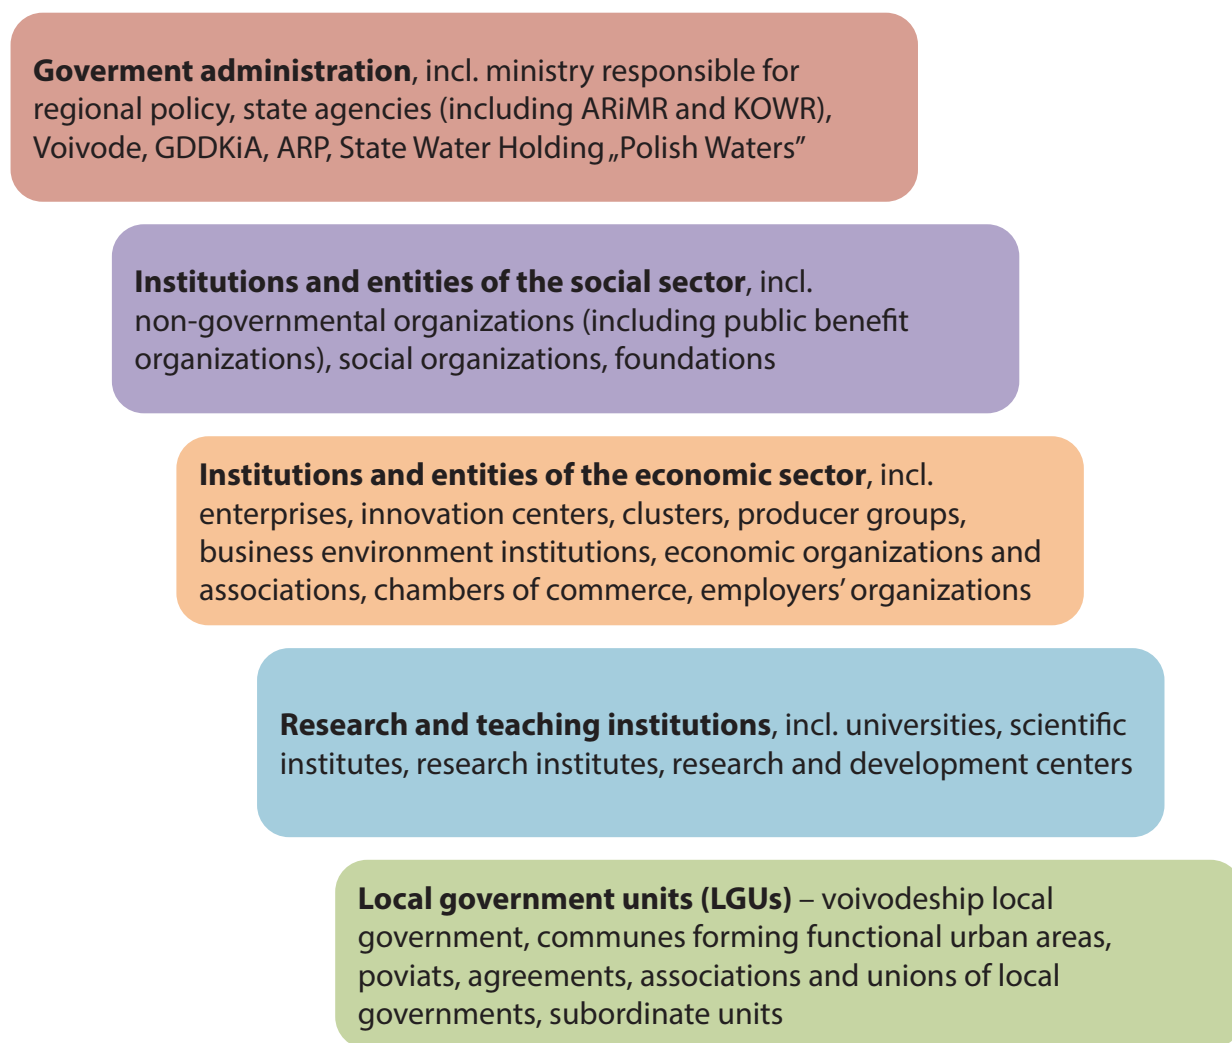 Goverment administration, incl. ministry responsible for
regional policy, state agencies (including ARiMR and KOWR),
Voivode, GDDKiA, ARP, State Water Holding „Polish Waters”
Institutions and entities of the social sector, incl.
non-governmental organizations (including public benefit
organizations), social organizations, foundations
Institutions and entities of the economic sector, incl.
enterprises, innovation centers, clusters, producer groups,
business environment institutions, economic organizations and
associations, chambers of commerce, employers’ organizations
Research and teaching institutions, incl. universities, scientific
institutes, research institutes, research and development centers
Local government units (LGUs) – voivodeship local
government, communes forming functional urban areas,
poviats, agreements, associations and unions of local
governments, subordinate units